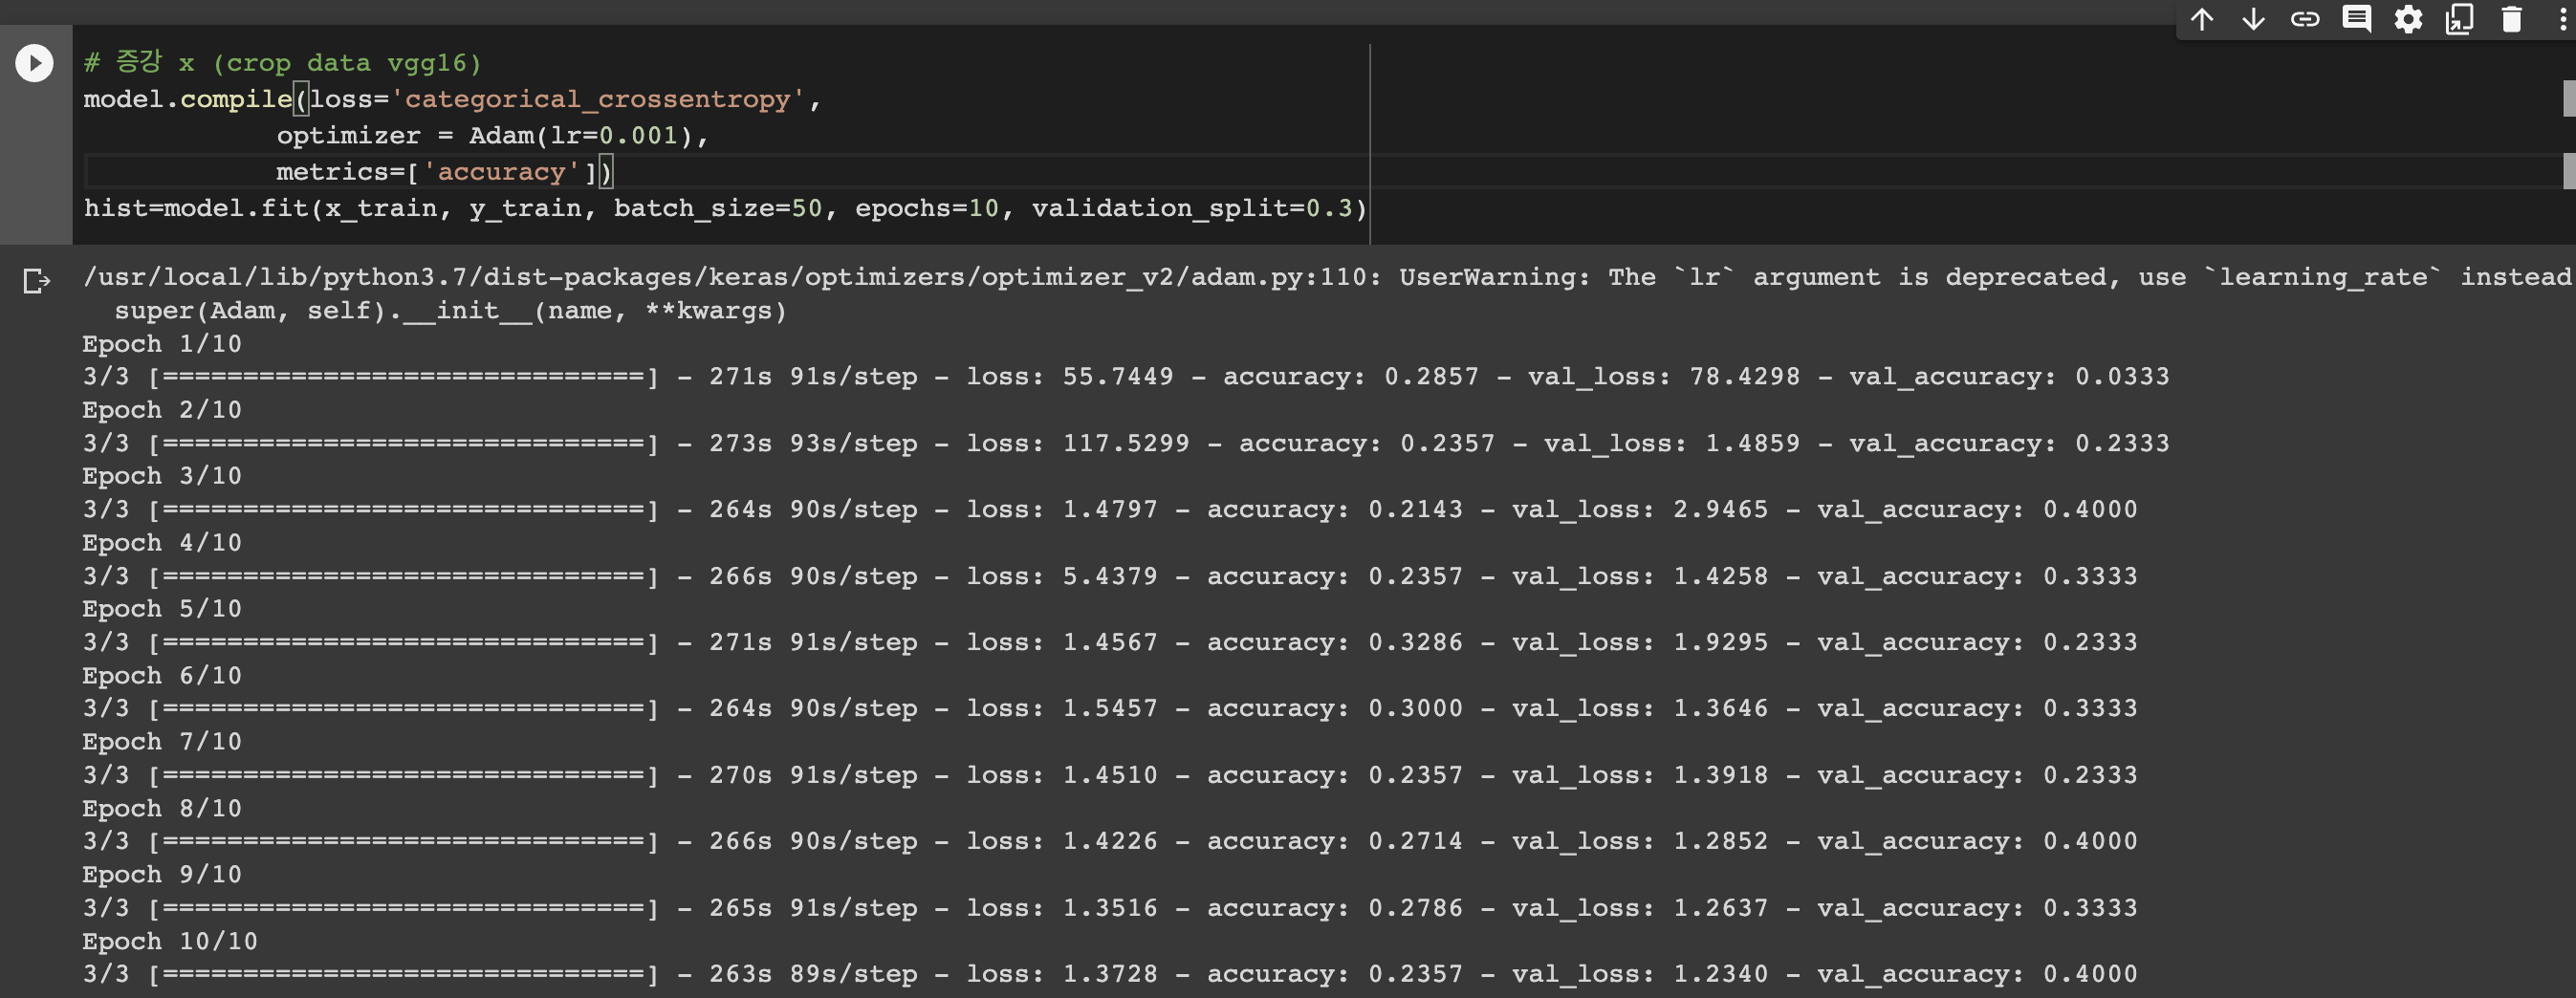 # 증강 x (crop data vgg16)
model.compile(loss='categorical_crossentropy',
            optimizer = Adam(lr=0.001),
            metrics=['accuracy'])
hist=model.fit(x_train, y_train, batch_size=50, epochs=10, validation_split=0.3)
/usr/local/lib/python3.7/dist-packages/keras/optimizers/optimizer_v2/adam.py:110: UserWarning: The `lr` argument is deprecated, use `learning_rate` instead
  super(Adam, self).__init__(name, **kwargs)
Epoch 1/10
3/3 [==============================] - 271s 91s/step - loss: 55.7449 - accuracy: 0.2857 - val_loss: 78.4298 - val_accuracy: 0.0333
Epoch 2/10
3/3 [==============================] - 273s 93s/step - loss: 117.5299 - accuracy: 0.2357 - val_loss: 1.4859 - val_accuracy: 0.2333
Epoch 3/10
3/3 [==============================] - 264s 90s/step - loss: 1.4797 - accuracy: 0.2143 - val_loss: 2.9465 - val_accuracy: 0.4000
Epoch 4/10
3/3 [==============================] - 266s 90s/step - loss: 5.4379 - accuracy: 0.2357 - val_loss: 1.4258 - val_accuracy: 0.3333
Epoch 5/10
3/3 [==============================] - 271s 91s/step - loss: 1.4567 - accuracy: 0.3286 - val_loss: 1.9295 - val_accuracy: 0.2333
Epoch 6/10
3/3 [==============================] - 264s 90s/step - loss: 1.5457 - accuracy: 0.3000 - val_loss: 1.3646 - val_accuracy: 0.3333
Epoch 7/10
3/3 [==============================] - 270s 91s/step - loss: 1.4510 - accuracy: 0.2357 - val_loss: 1.3918 - val_accuracy: 0.2333
Epoch 8/10
3/3 [==============================] - 266s 90s/step - loss: 1.4226 - accuracy: 0.2714 - val_loss: 1.2852 - val_accuracy: 0.4000
Epoch 9/10
3/3 [==============================] - 265s 91s/step - loss: 1.3516 - accuracy: 0.2786 - val_loss: 1.2637 - val_accuracy: 0.3333
Epoch 10/10
3/3 [==============================] - 263s 89s/step - loss: 1.3728 - accuracy: 0.2357 - val_loss: 1.2340 - val_accuracy: 0.4000